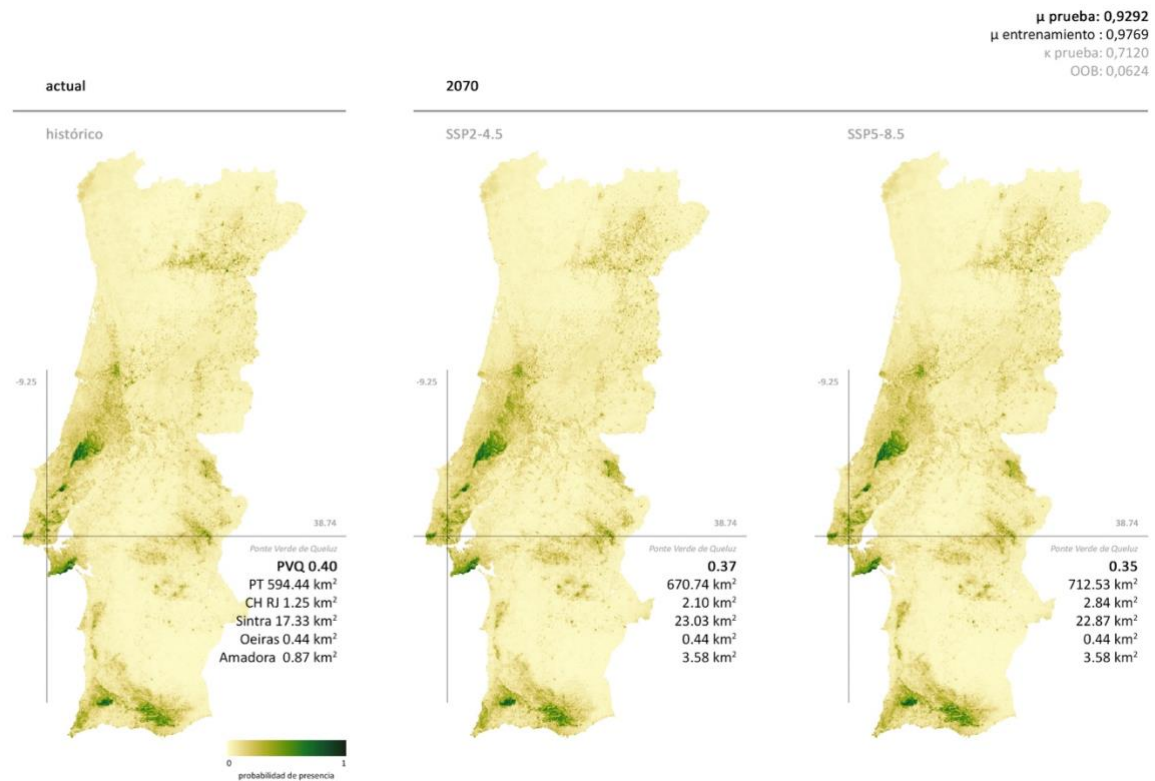 μ prueba: 0,9292
μ entrenamiento : 0,9769
κ prueba: 0,7120
OOB: 0,0624
actual
2070
histórico
SSP2-4.5
SSP5-8.5
-9.25
-9.25
-9.25
38.74
38.74
38.74
Ponte Verde de Queluz
PVQ 0.40
PT 594.44 km²
CH RJ 1.25 km²
Sintra 17.33 km²
Oeiras 0.44 km²
Amadora 0.87 km²
Ponte Verde de Queluz
0.37
670.74 km²
2.10 km²
23.03 km²
0.44 km²
3.58 km²
Ponte Verde de Queluz
0.35
712.53 km²
2.84 km²
22.87 km²
0.44 km²
3.58 km²
0 1
probabilidad de presencia